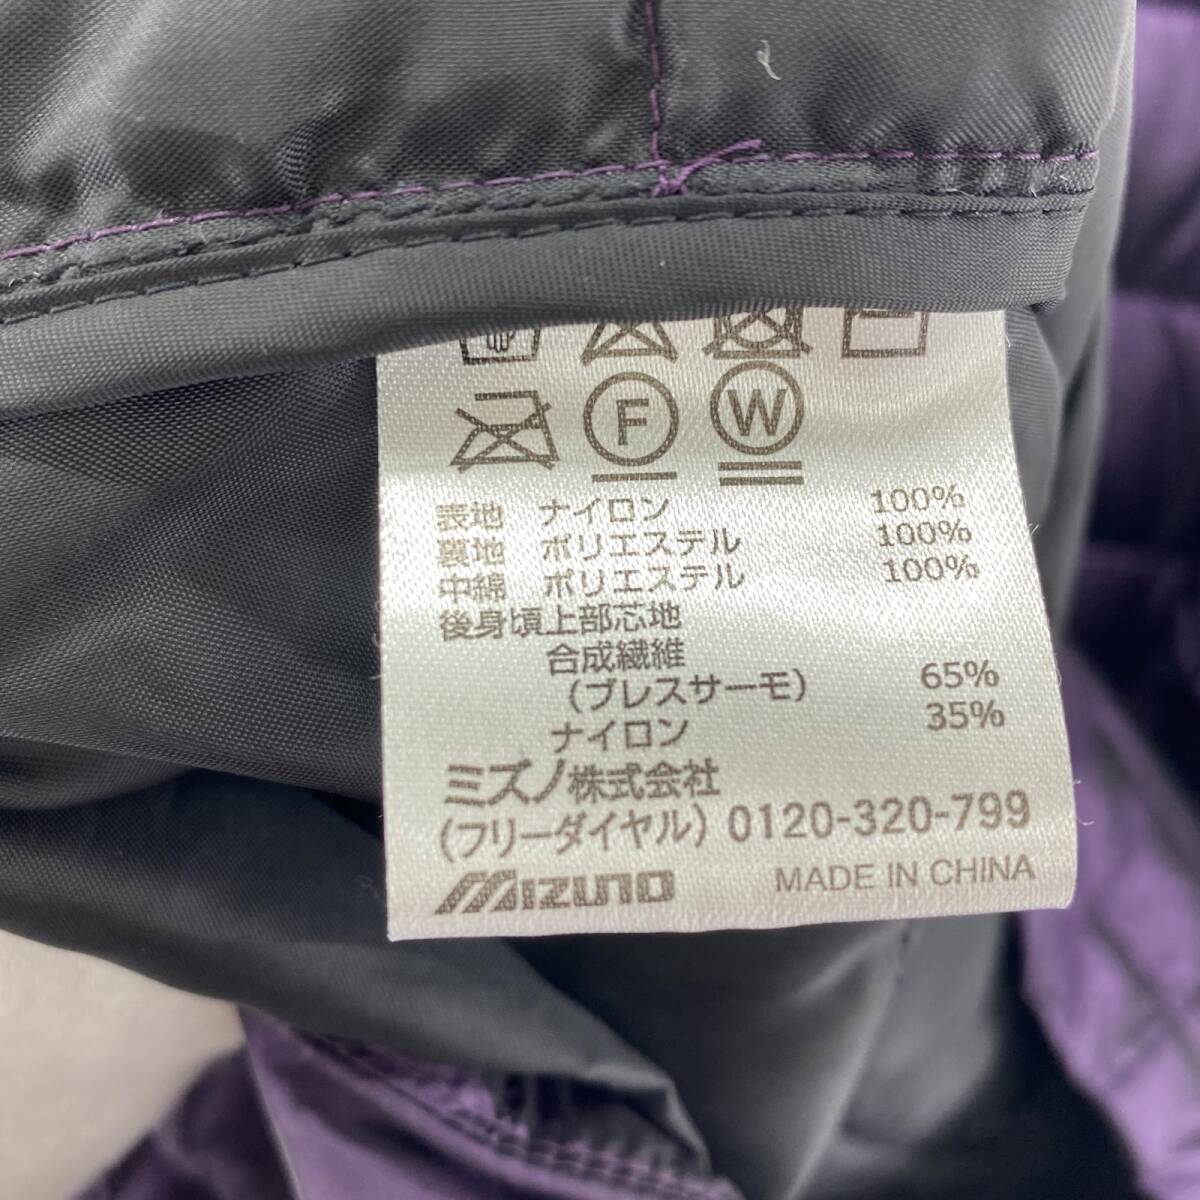 F W
表地 ナイロン 100%
裏地 ポリエステル 100%
中綿 ポリエステル 100%
後身頃上部芯地
合成繊維
(ブレスサーモ) 65%
ナイロン 35%
ミズノ株式会社
(フリーダイヤル) 0120-320-799
MIZUNO MADE IN CHINA